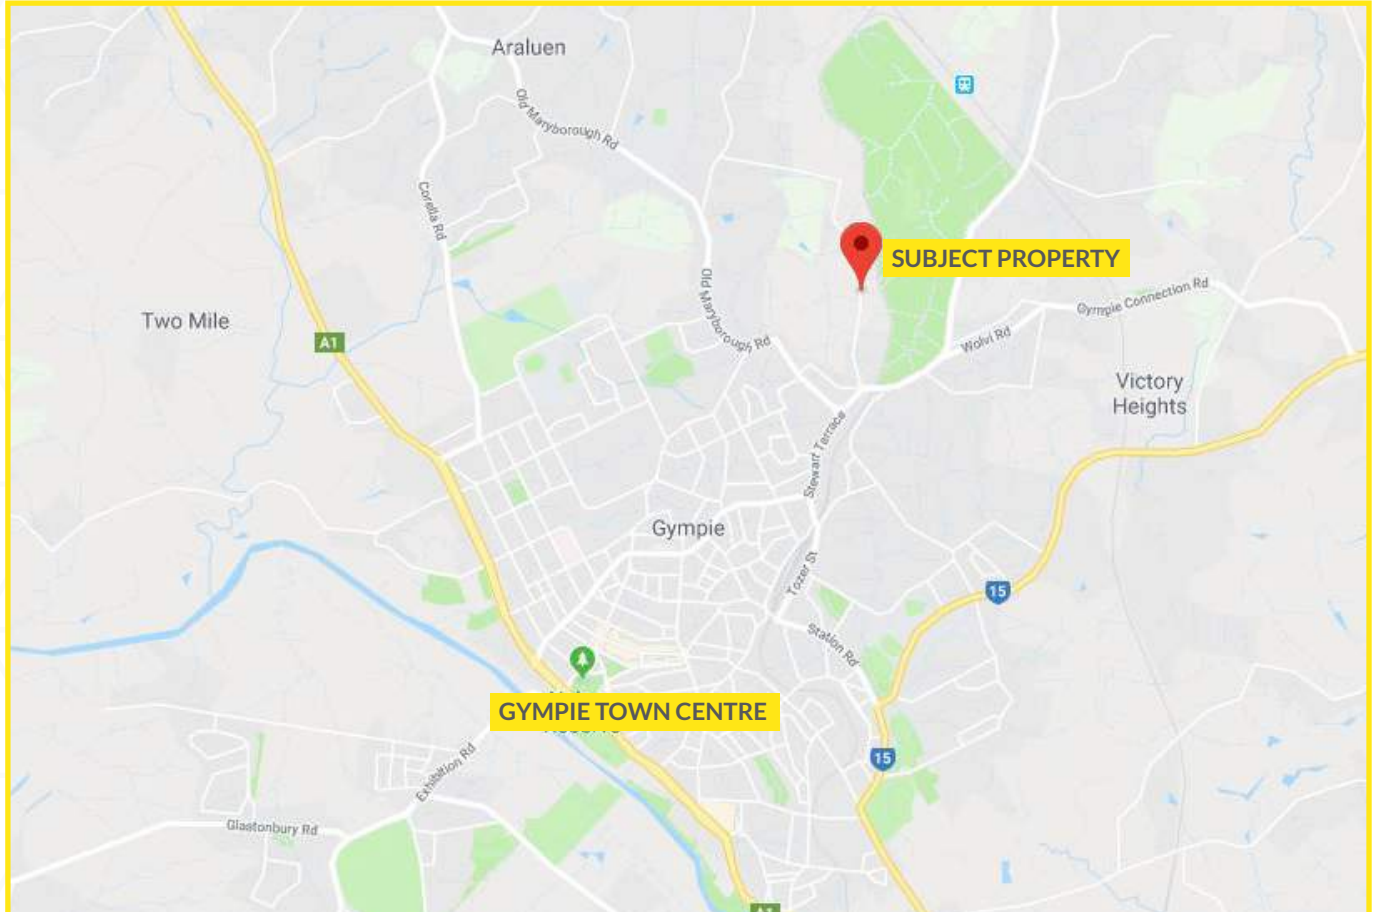 Araluen
Old Maryborough Rd
Corella Rd
SUBJECT PROPERTY
Old Maryborough Rd
Gympie Connection Rd
Two Mile
A1
Wolvi Rd
Victory
Heights
Stewart Terrace
Gympie
Tozer St
15
Station Rd
GYMPIE TOWN CENTRE
Exhibition Rd
15
Glastonbury Rd